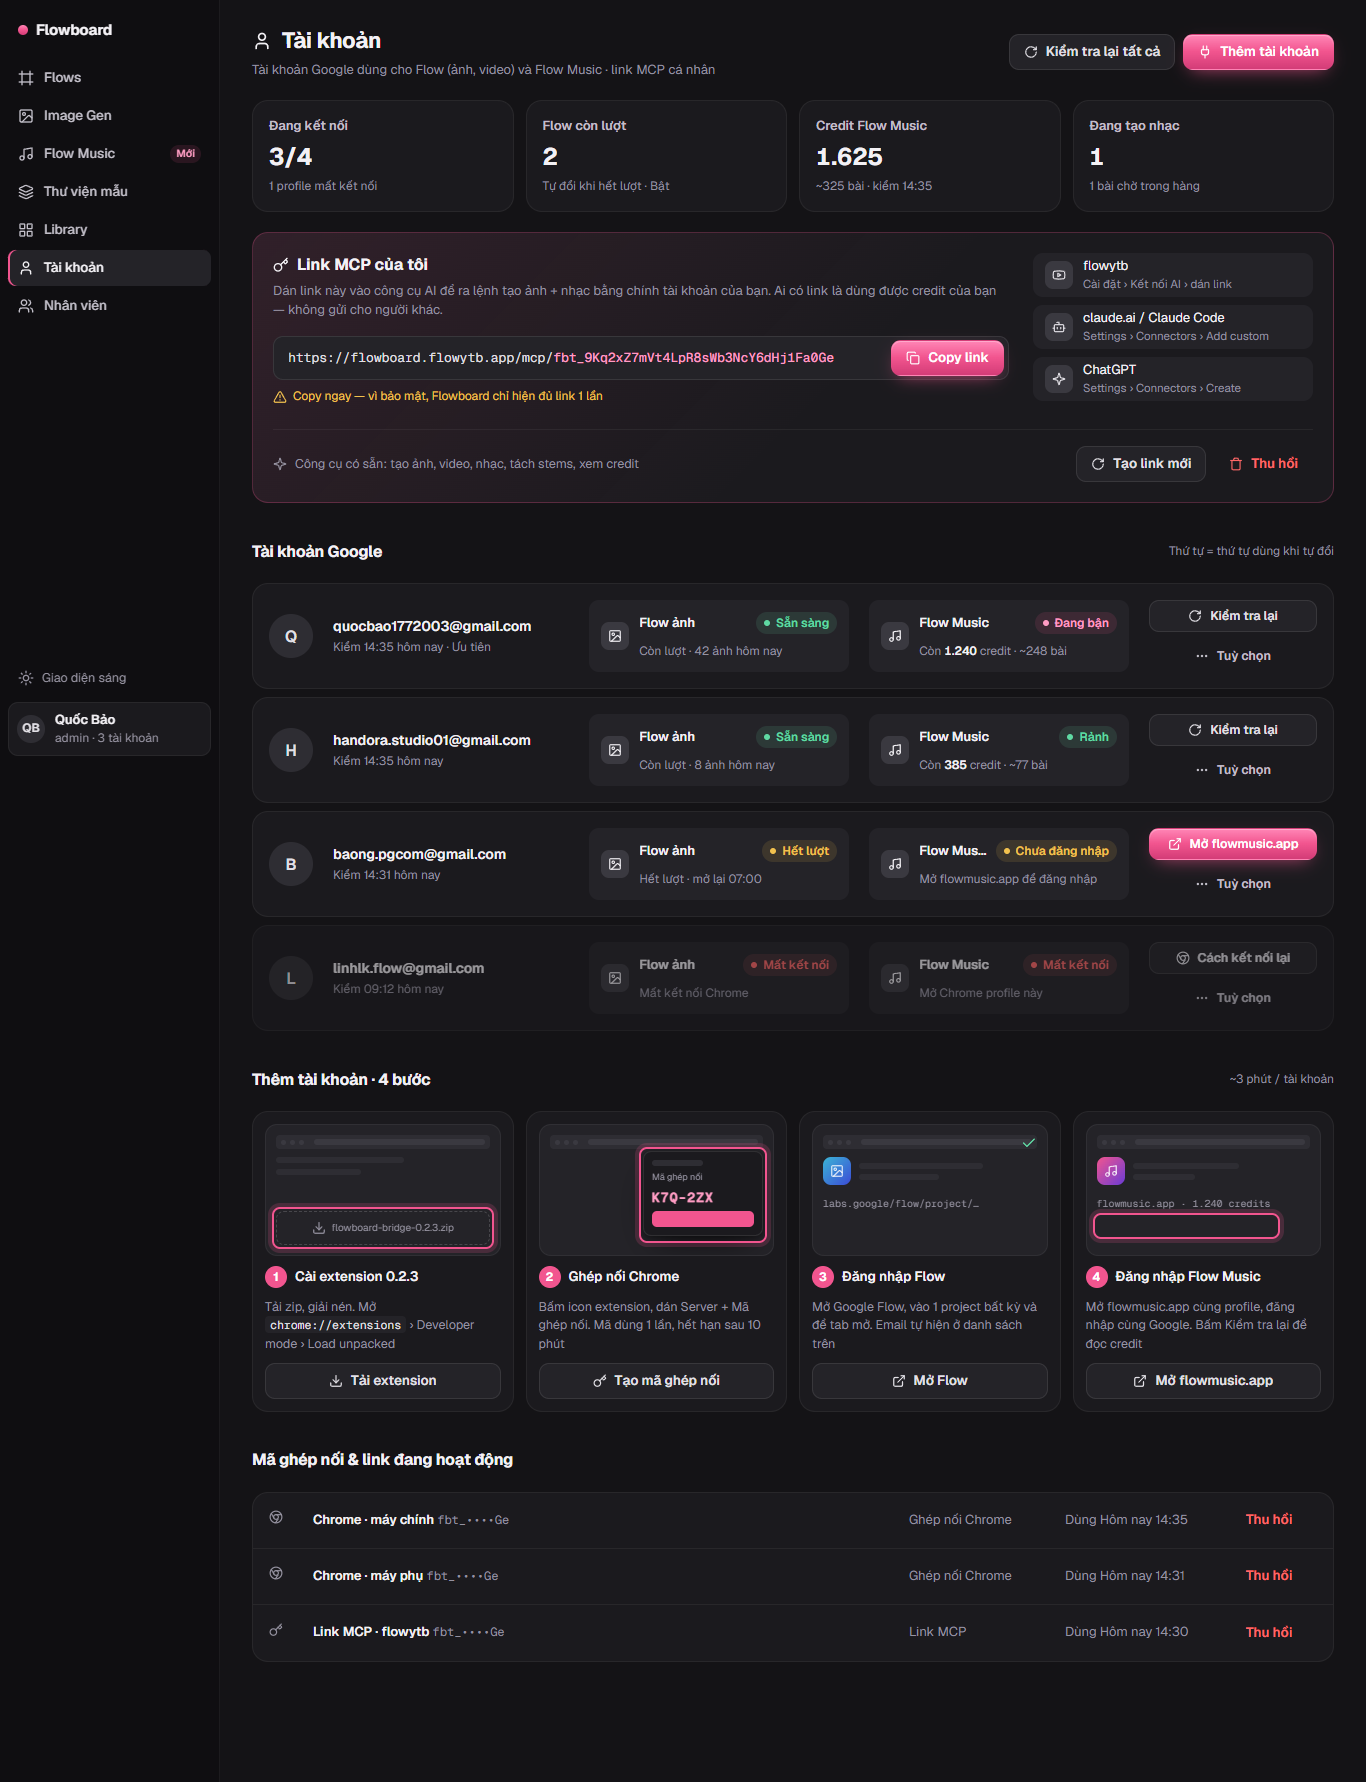 Flowboard
Flows
Image Gen
Flow Music
Mới
Thư viện mẫu
Library
Tài khoản
Nhân viên
Giao diện sáng
QB
Quốc Bảo
admin · 3 tài khoản
Tài khoản
Tài khoản Google dùng cho Flow (ảnh, video) và Flow Music · link MCP cá nhân
Kiểm tra lại tất cả
Thêm tài khoản
Đang kết nối
3/4
1 profile mất kết nối
Flow còn lượt
2
Tự đổi khi hết lượt · Bật
Credit Flow Music
1.625
~325 bài · kiểm 14:35
Đang tạo nhạc
1
1 bài chờ trong hàng
Link MCP của tôi
Dán link này vào công cụ AI để ra lệnh tạo ảnh + nhạc bằng chính tài khoản của bạn. Ai có link là dùng được credit của bạn
— không gửi cho người khác.
https://flowboard.flowytb.app/mcp/fbt_9Kq2xZ7mVt4LpR8sWb3NcY6dHj1Fa0Ge
Copy link
Copy ngay — vì bảo mật, Flowboard chỉ hiện đủ link 1 lần
flowytb
Cài đặt › Kết nối AI › dán link
claude.ai / Claude Code
Settings › Connectors › Add custom
ChatGPT
Settings › Connectors › Create
Công cụ có sẵn: tạo ảnh, video, nhạc, tách stems, xem credit
Tạo link mới
Thu hồi
Tài khoản Google
Thứ tự = thứ tự dùng khi tự đổi
Q
quocbao1772003@gmail.com
Kiểm 14:35 hôm nay · Ưu tiên
Flow ảnh
Sẵn sàng
Còn lượt · 42 ảnh hôm nay
Flow Music
Đang bận
Còn 1.240 credit · ~248 bài
Kiểm tra lại
Tuỳ chọn
H
handora.studio01@gmail.com
Kiểm 14:35 hôm nay
Flow ảnh
Sẵn sàng
Còn lượt · 8 ảnh hôm nay
Flow Music
Rảnh
Còn 385 credit · ~77 bài
Kiểm tra lại
Tuỳ chọn
B
baong.pgcom@gmail.com
Kiểm 14:31 hôm nay
Flow ảnh
Hết lượt
Hết lượt · mở lại 07:00
Flow Mus...
Chưa đăng nhập
Mở flowmusic.app để đăng nhập
Mở flowmusic.app
Tuỳ chọn
L
linhlk.flow@gmail.com
Kiểm 09:12 hôm nay
Flow ảnh
Mất kết nối
Mất kết nối Chrome
Flow Music
Mất kết nối
Mở Chrome profile này
Cách kết nối lại
Tuỳ chọn
Thêm tài khoản · 4 bước
~3 phút / tài khoản
flowboard-bridge-0.2.3.zip
1 Cài extension 0.2.3
Tải zip, giải nén. Mở
chrome://extensions › Developer
mode › Load unpacked
Tải extension
Mã ghép nối
K7Q-2ZX
2 Ghép nối Chrome
Bấm icon extension, dán Server + Mã
ghép nối. Mã dùng 1 lần, hết hạn sau 10
phút
Tạo mã ghép nối
labs.google/flow/project/…
3 Đăng nhập Flow
Mở Google Flow, vào 1 project bất kỳ và
để tab mở. Email tự hiện ở danh sách
trên
Mở Flow
flowmusic.app · 1.240 credits
4 Đăng nhập Flow Music
Mở flowmusic.app cùng profile, đăng
nhập cùng Google. Bấm Kiểm tra lại để
đọc credit
Mở flowmusic.app
Mã ghép nối & link đang hoạt động
Chrome · máy chính fbt_····Ge
Ghép nối Chrome
Dùng Hôm nay 14:35
Thu hồi
Chrome · máy phụ fbt_····Ge
Ghép nối Chrome
Dùng Hôm nay 14:31
Thu hồi
Link MCP · flowytb fbt_····Ge
Link MCP
Dùng Hôm nay 14:30
Thu hồi